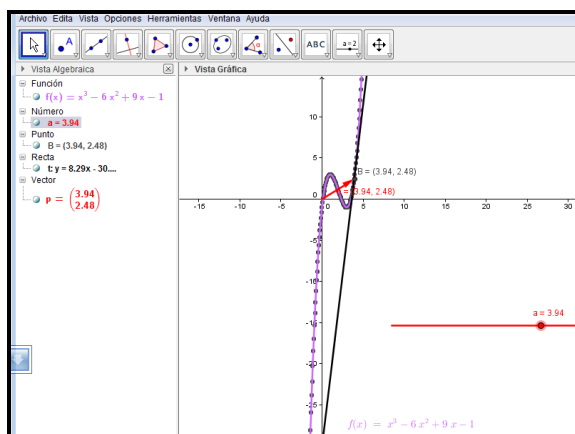 Archivo Edita Vista Opciones Herramientas Ventana Ayuda
A
ABC
a=2
Vista Algebraica
Vista Gráfica
Función
f(x) = x³ − 6 x² + 9 x − 1
Número
a = 3.94
Punto
B = (3.94, 2.48)
Recta
t: y = 8.29x - 30....
Vector
p = (3.94
2.48)
10
5
0
-15
-10
-5
0
5
10
15
20
25
30
-5
-10
-15
-20
-25
B = (3.94, 2.48)
= (3.94, 2.48)
a = 3.94
f(x) = x³ − 6 x² + 9 x − 1